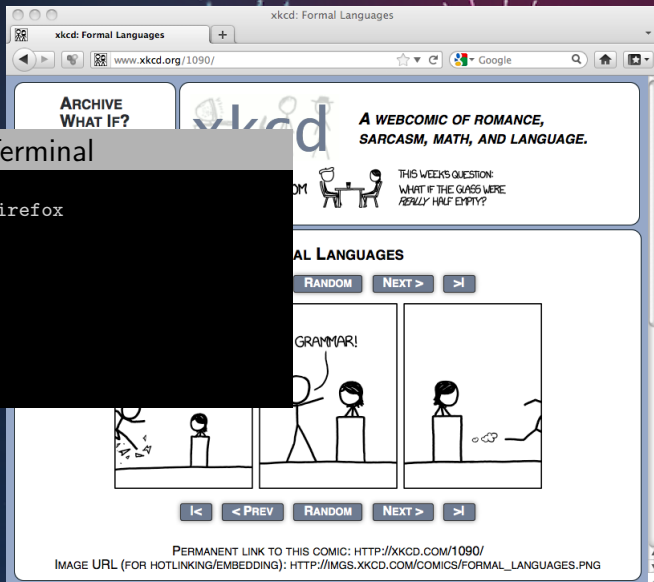 xkcd: Formal Languages
xkcd: Formal Languages
www.xkcd.org/1090/
Google
ARCHIVE
WHAT IF?
xkcd
A WEBCOMIC OF ROMANCE,
SARCASM, MATH, AND LANGUAGE.
THIS WEEK'S QUESTION:
WHAT IF THE GLASS WERE
REALLY HALF EMPTY?
LANGUAGES
RANDOM NEXT > >|
GRAMMAR!
|< < PREV RANDOM NEXT > >|
PERMANENT LINK TO THIS COMIC: HTTP://XKCD.COM/1090/
IMAGE URL (FOR HOTLINKING/EMBEDDING): HTTP://IMGS.XKCD.COM/COMICS/FORMAL_LANGUAGES.PNG
erminal
irefox